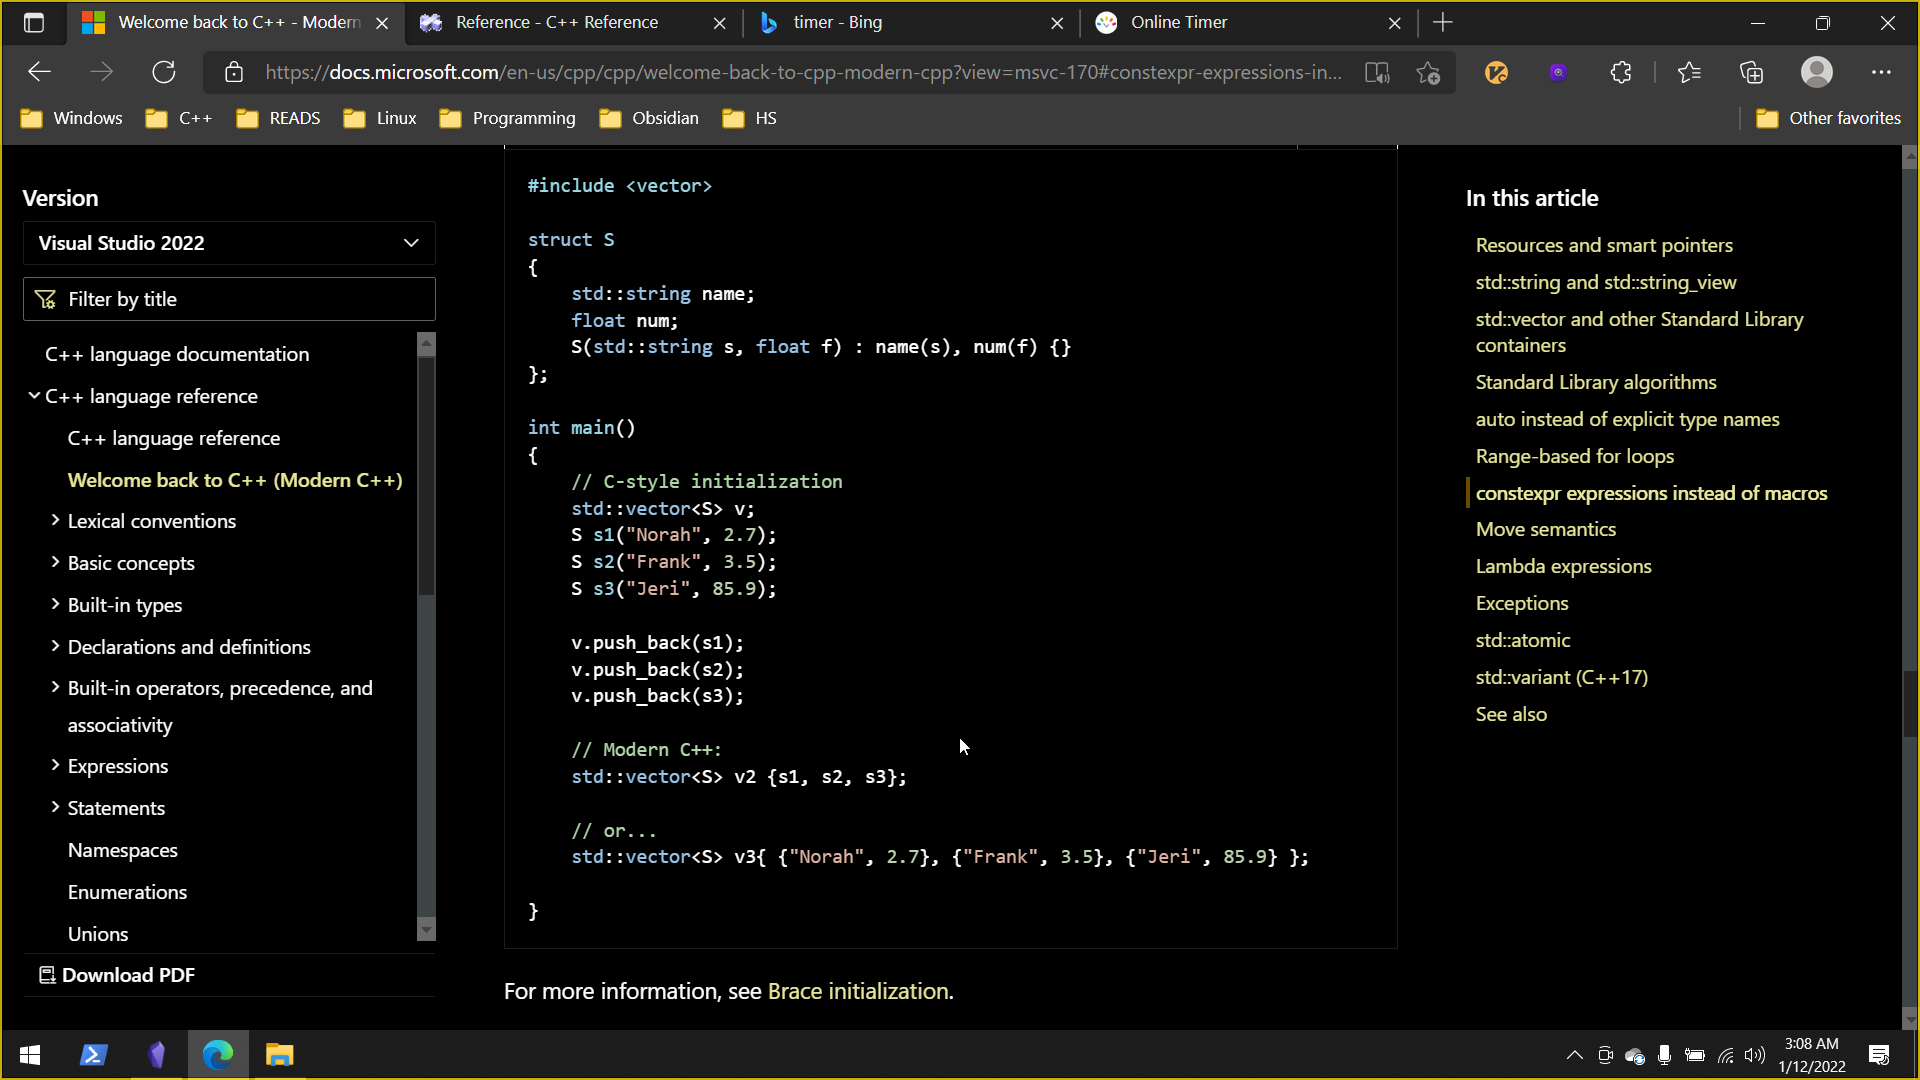 Welcome back to C++ - Modern
Reference - C++ Reference
timer - Bing
Online Timer
https://docs.microsoft.com/en-us/cpp/cpp/welcome-back-to-cpp-modern-cpp?view=msvc-170#constexpr-expressions-in...
Windows
C++
READS
Linux
Programming
Obsidian
HS
Other favorites
Version
Visual Studio 2022
Filter by title
C++ language documentation
C++ language reference
C++ language reference
Welcome back to C++ (Modern C++)
Lexical conventions
Basic concepts
Built-in types
Declarations and definitions
Built-in operators, precedence, and
associativity
Expressions
Statements
Namespaces
Enumerations
Unions
Download PDF
#include <vector>
struct S
{
    std::string name;
    float num;
    S(std::string s, float f) : name(s), num(f) {}
};
int main()
{
    // C-style initialization
    std::vector<S> v;
    S s1("Norah", 2.7);
    S s2("Frank", 3.5);
    S s3("Jeri", 85.9);
    v.push_back(s1);
    v.push_back(s2);
    v.push_back(s3);
    // Modern C++:
    std::vector<S> v2 {s1, s2, s3};
    // or...
    std::vector<S> v3{ {"Norah", 2.7}, {"Frank", 3.5}, {"Jeri", 85.9} };
}
For more information, see Brace initialization.
In this article
Resources and smart pointers
std::string and std::string_view
std::vector and other Standard Library
containers
Standard Library algorithms
auto instead of explicit type names
Range-based for loops
constexpr expressions instead of macros
Move semantics
Lambda expressions
Exceptions
std::atomic
std::variant (C++17)
See also
3:08 AM
1/12/2022